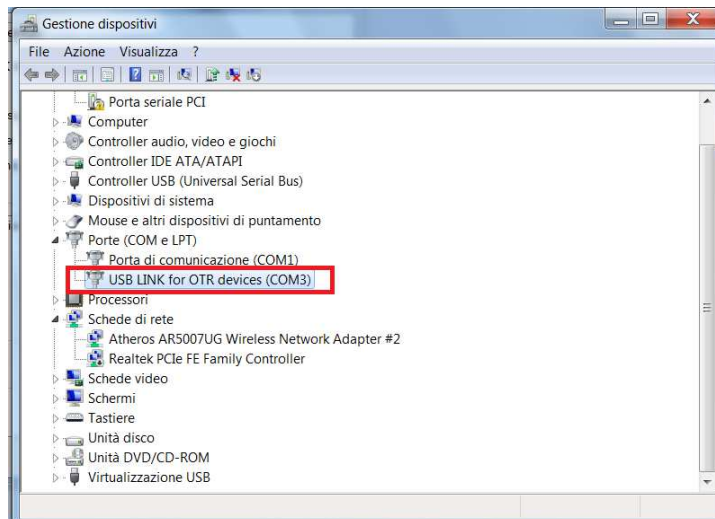 Gestione dispositivi
File Azione Visualizza ?
Porta seriale PCI
Computer
Controller audio, video e giochi
Controller IDE ATA/ATAPI
Controller USB (Universal Serial Bus)
Dispositivi di sistema
Mouse e altri dispositivi di puntamento
Porte (COM e LPT)
Porta di comunicazione (COM1)
USB LINK for OTR devices (COM3)
Processori
Schede di rete
Atheros AR5007UG Wireless Network Adapter #2
Realtek PCIe FE Family Controller
Schede video
Schermi
Tastiere
Unità disco
Unità DVD/CD-ROM
Virtualizzazione USB